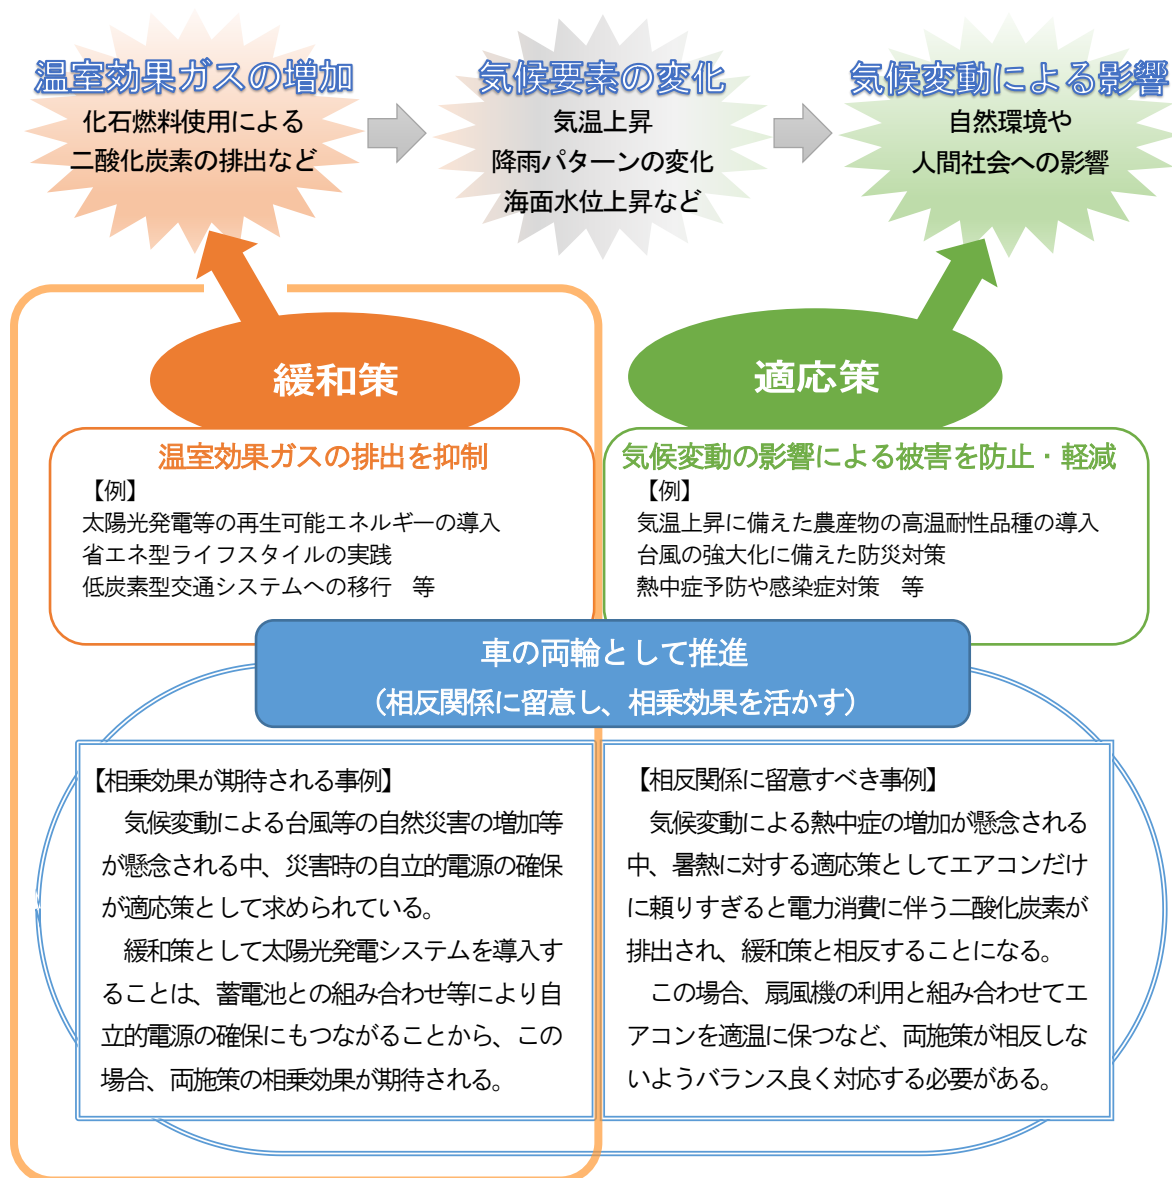 温室効果ガスの増加
化石燃料使用による
二酸化炭素の排出など
気候要素の変化
気温上昇
降雨パターンの変化
海面水位上昇など
気候変動による影響
自然環境や
人間社会への影響
緩和策
適応策
温室効果ガスの排出を抑制
【例】
太陽光発電等の再生可能エネルギーの導入
省エネ型ライフスタイルの実践
低炭素型交通システムへの移行　等
気候変動の影響による被害を防止・軽減
【例】
気温上昇に備えた農産物の高温耐性品種の導入
台風の強大化に備えた防災対策
熱中症予防や感染症対策　等
車の両輪として推進
（相反関係に留意し、相乗効果を活かす）
【相乗効果が期待される事例】
　気候変動による台風等の自然災害の増加等
が懸念される中、災害時の自立的電源の確保
が適応策として求められている。
　緩和策として太陽光発電システムを導入す
ることは、蓄電池との組み合わせ等により自
立的電源の確保にもつながることから、この
場合、両施策の相乗効果が期待される。
【相反関係に留意すべき事例】
　気候変動による熱中症の増加が懸念される
中、暑熱に対する適応策としてエアコンだけ
に頼りすぎると電力消費に伴う二酸化炭素が
排出され、緩和策と相反することになる。
　この場合、扇風機の利用と組み合わせてエ
アコンを適温に保つなど、両施策が相反しな
いようバランス良く対応する必要がある。